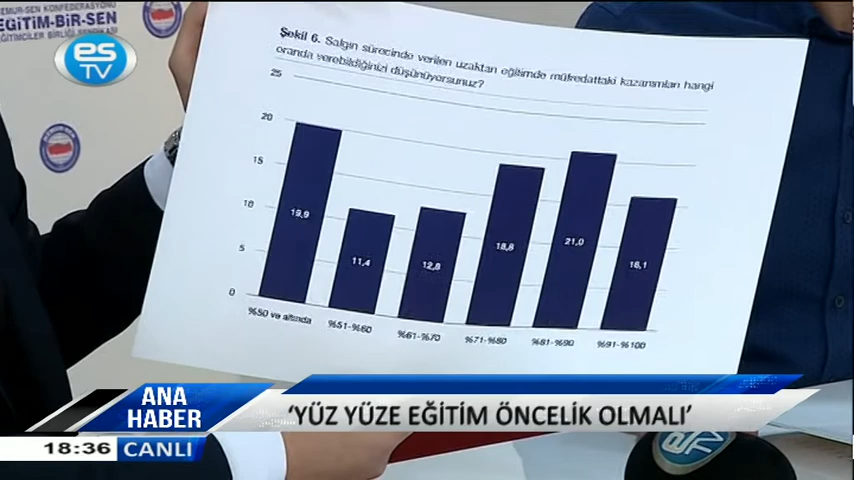 MEMUR-SEN KONFEDERASYONU
EĞİTİM-BİR-SEN
EĞİTİMCİLER BİRLİĞİ SENDİKASI
es
TV
Şekil 6. Salgın sürecinde verilen uzaktan eğitimde müfredattaki kazanımları hangi
oranda verebildiğinizi düşünüyorsunuz?
25
20
15
10
5
0
19,9
11,4
12,8
18,8
21,0
16,1
%50 ve altında
%51-%60
%61-%70
%71-%80
%81-%90
%91-%100
ANA
HABER
‘YÜZ YÜZE EĞİTİM ÖNCELİK OLMALI’
18:36 CANLI
es
TV